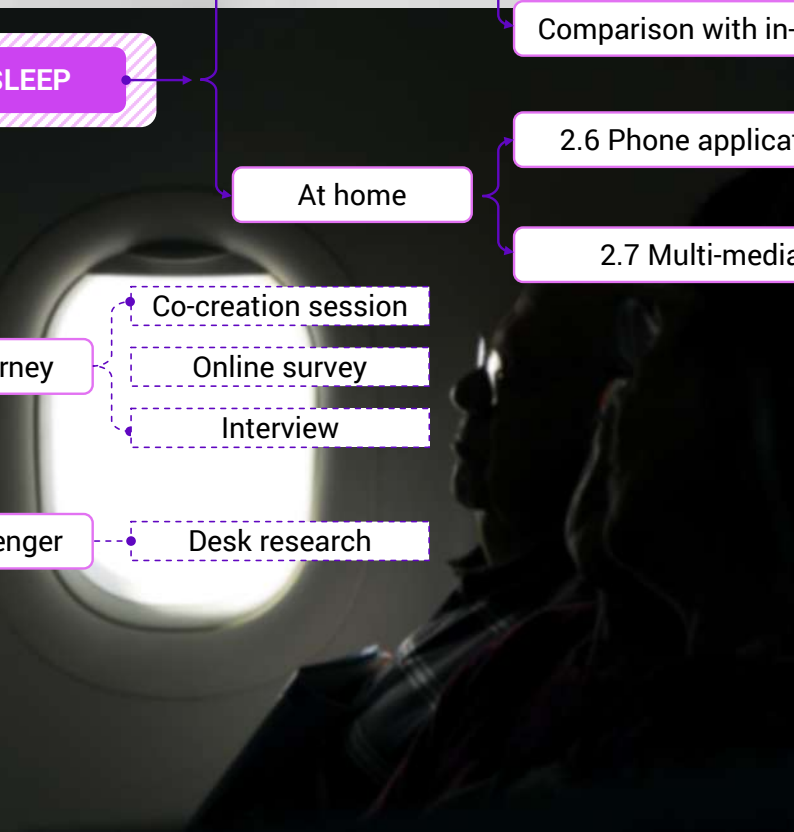 Comparison with in-
SLEEP
2.6 Phone applicat
At home
2.7 Multi-media
Co-creation session
rney
Online survey
Interview
enger
Desk research